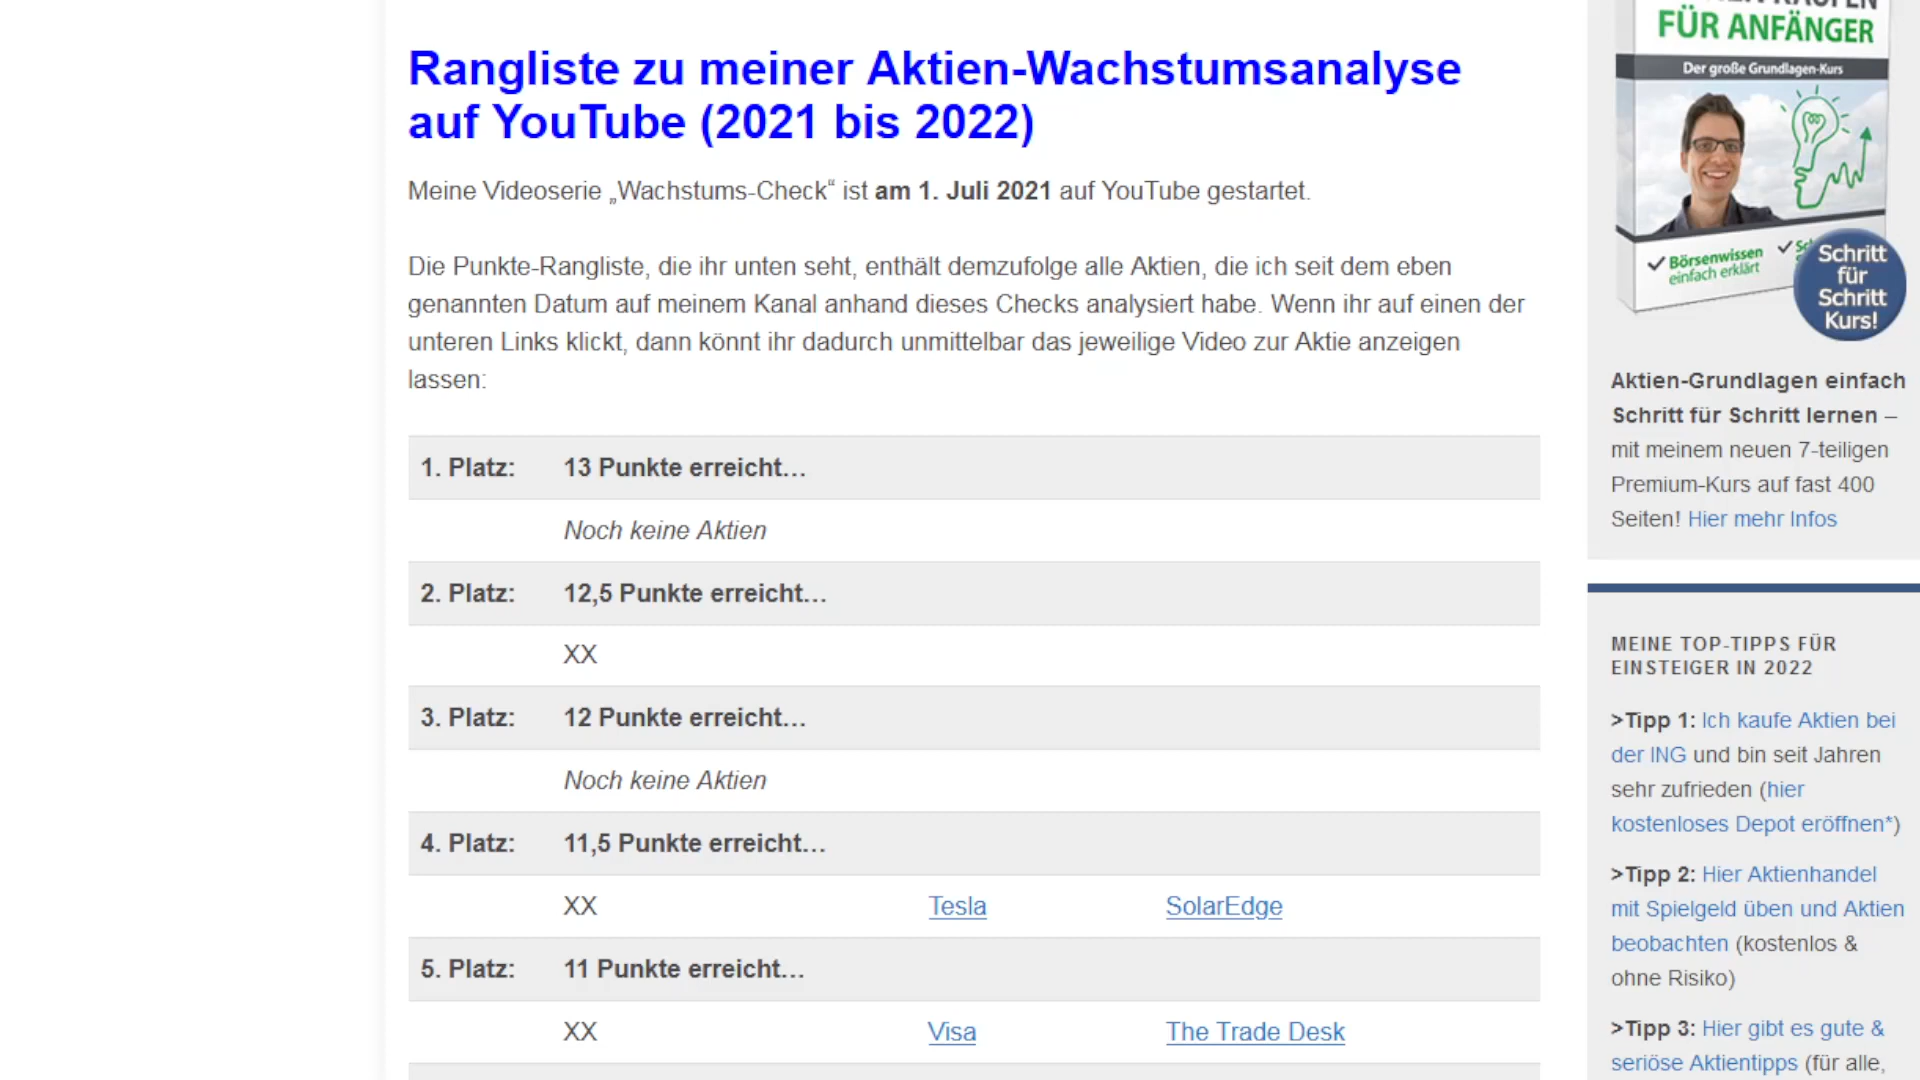 Rangliste zu meiner Aktien-Wachstumsanalyse
auf YouTube (2021 bis 2022)
Meine Videoserie „Wachstums-Check“ ist am 1. Juli 2021 auf YouTube gestartet.
Die Punkte-Rangliste, die ihr unten seht, enthält demzufolge alle Aktien, die ich seit dem eben
genannten Datum auf meinem Kanal anhand dieses Checks analysiert habe. Wenn ihr auf einen der
unteren Links klickt, dann könnt ihr dadurch unmittelbar das jeweilige Video zur Aktie anzeigen
lassen:
1. Platz: 13 Punkte erreicht…
Noch keine Aktien
2. Platz: 12,5 Punkte erreicht…
XX
3. Platz: 12 Punkte erreicht…
Noch keine Aktien
4. Platz: 11,5 Punkte erreicht…
XX Tesla SolarEdge
5. Platz: 11 Punkte erreicht…
XX Visa The Trade Desk
FÜR ANFÄNGER
Der große Grundlagen-Kurs
Börsenwissen
einfach erklärt
Schritt
für
Schritt
Kurs!
Aktien-Grundlagen einfach
Schritt für Schritt lernen –
mit meinem neuen 7-teiligen
Premium-Kurs auf fast 400
Seiten! Hier mehr Infos
MEINE TOP-TIPPS FÜR
EINSTEIGER IN 2022
>Tipp 1: Ich kaufe Aktien bei
der ING und bin seit Jahren
sehr zufrieden (hier
kostenloses Depot eröffnen*)
>Tipp 2: Hier Aktienhandel
mit Spielgeld üben und Aktien
beobachten (kostenlos &
ohne Risiko)
>Tipp 3: Hier gibt es gute &
seriöse Aktientipps (für alle,